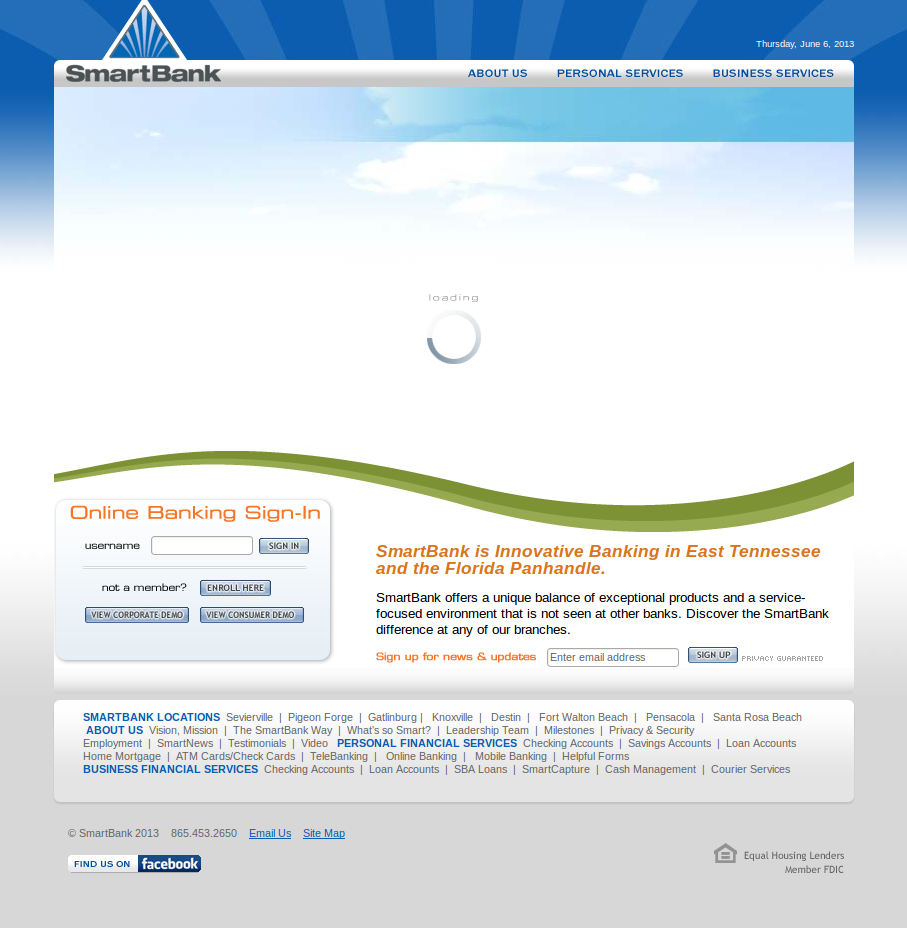 Thursday, June 6, 2013
SmartBank
ABOUT US PERSONAL SERVICES BUSINESS SERVICES
loading
Online Banking Sign-In
username SIGN IN
not a member? ENROLL HERE
VIEW CORPORATE DEMO VIEW CONSUMER DEMO
SmartBank is Innovative Banking in East Tennessee
and the Florida Panhandle.
SmartBank offers a unique balance of exceptional products and a service-
focused environment that is not seen at other banks. Discover the SmartBank
difference at any of our branches.
Sign up for news & updates Enter email address SIGN UP PRIVACY GUARANTEED
SMARTBANK LOCATIONS Sevierville | Pigeon Forge | Gatlinburg | Knoxville | Destin | Fort Walton Beach | Pensacola | Santa Rosa Beach
ABOUT US Vision, Mission | The SmartBank Way | What's so Smart? | Leadership Team | Milestones | Privacy & Security
Employment | SmartNews | Testimonials | Video PERSONAL FINANCIAL SERVICES Checking Accounts | Savings Accounts | Loan Accounts
Home Mortgage | ATM Cards/Check Cards | TeleBanking | Online Banking | Mobile Banking | Helpful Forms
BUSINESS FINANCIAL SERVICES Checking Accounts | Loan Accounts | SBA Loans | SmartCapture | Cash Management | Courier Services
© SmartBank 2013 865.453.2650 Email Us Site Map
FIND US ON facebook
Equal Housing Lenders
Member FDIC